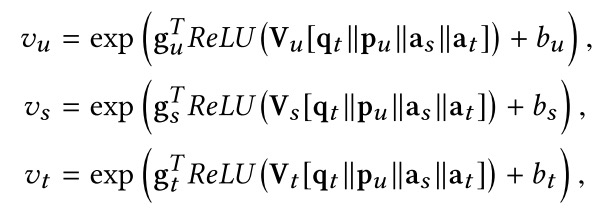 v_u = exp (g_u^T ReLU(V_u[q_t∥p_u∥a_s∥a_t]) + b_u),
v_s = exp (g_s^T ReLU(V_s[q_t∥p_u∥a_s∥a_t]) + b_s),
v_t = exp (g_t^T ReLU(V_t[q_t∥p_u∥a_s∥a_t]) + b_t),